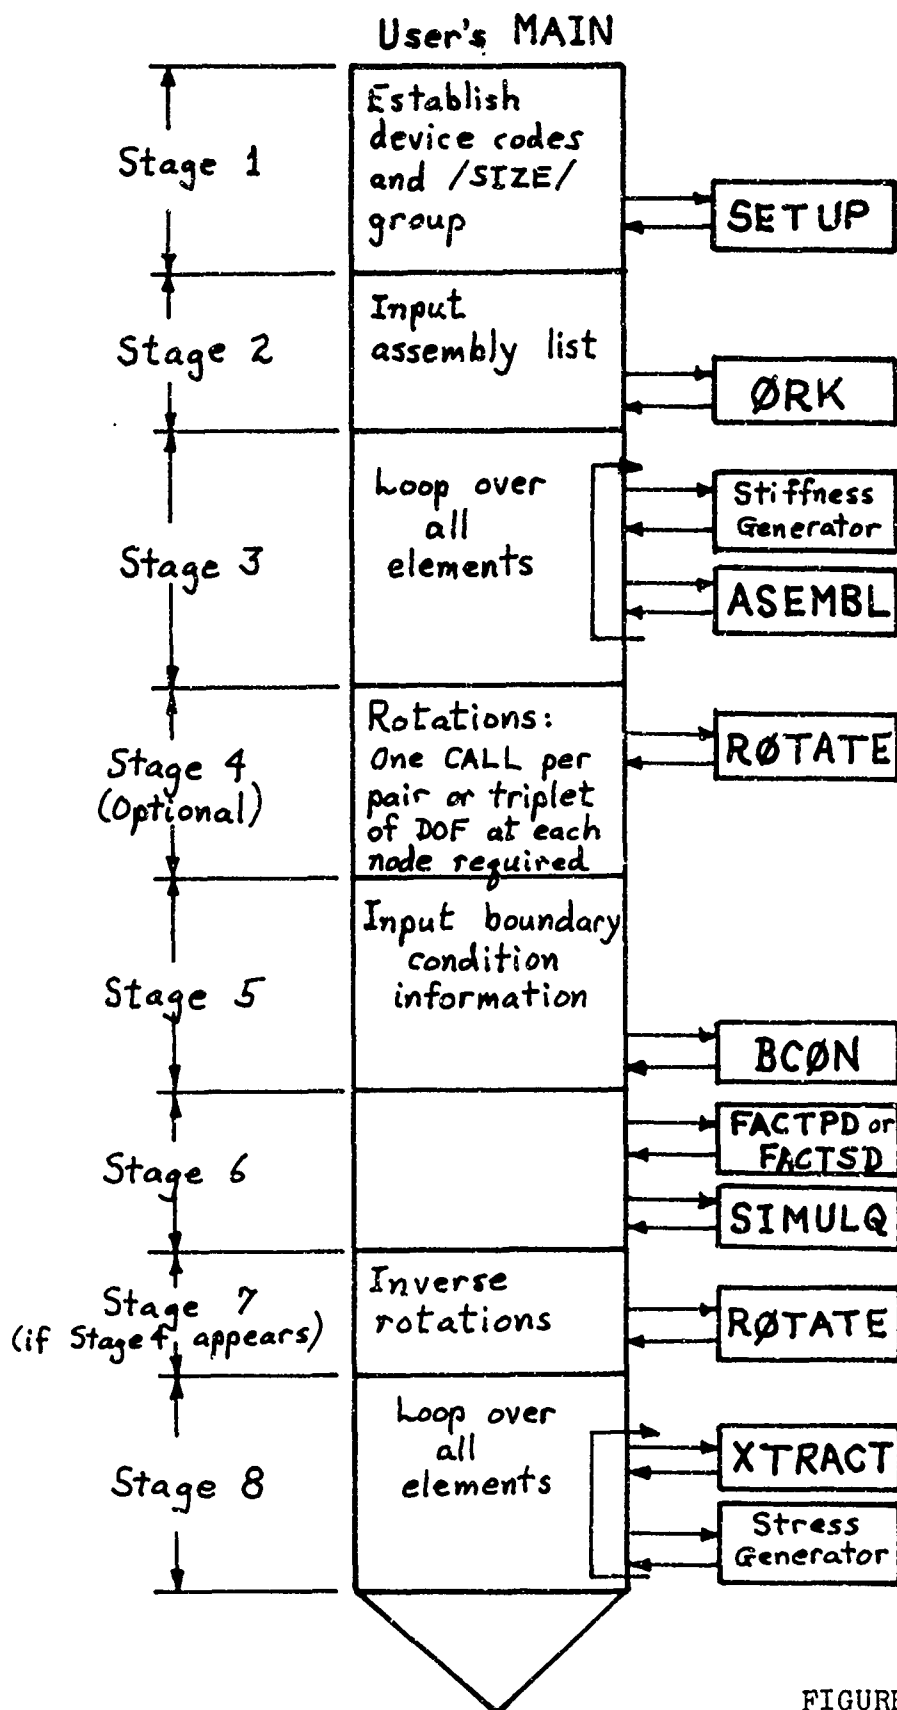 User's MAIN
Stage 1
Establish
device codes
and /SIZE/
group
SETUP
Stage 2
Input
assembly list
ØRK
Stage 3
Loop over
all
elements
Stiffness
Generator
ASEMBL
Stage 4
(Optional)
Rotations:
One CALL per
pair or triplet
of DOF at each
node required
RØTATE
Stage 5
Input boundary
condition
information
BCØN
Stage 6
FACTPD or
FACTSD
SIMULQ
Stage 7
(if Stage 4 appears)
Inverse
rotations
RØTATE
Stage 8
Loop over
all
elements
XTRACT
Stress
Generator
FIGURE